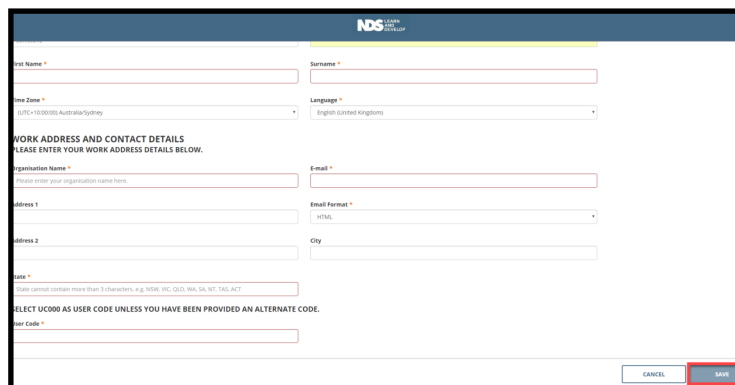 NDS LEARN
AND
DEVELOP
irst Name * Surname *
ime Zone * Language *
(UTC+10:00:00) Australia/Sydney English (United Kingdom)
WORK ADDRESS AND CONTACT DETAILS
PLEASE ENTER YOUR WORK ADDRESS DETAILS BELOW.
Organisation Name * E-mail *
Please enter your organisation name here.
ddress 1 Email Format *
HTML
ddress 2 City
tate *
State cannot contain more than 3 characters, e.g. NSW, VIC, QLD, WA, SA, NT, TAS, ACT
SELECT UC000 AS USER CODE UNLESS YOU HAVE BEEN PROVIDED AN ALTERNATE CODE.
User Code *
CANCEL SAVE